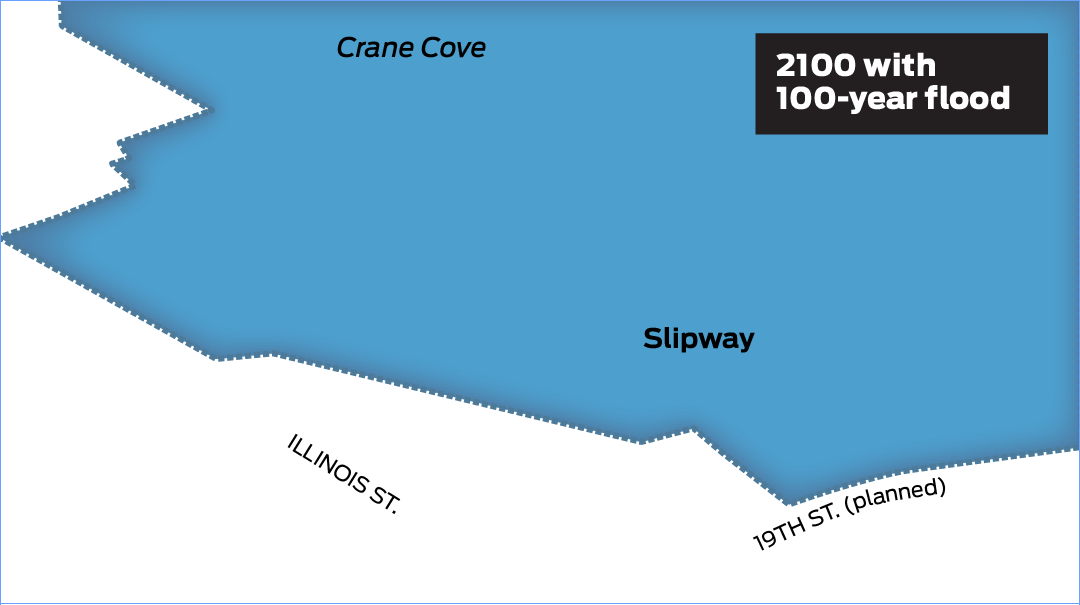 Crane Cove
2100 with
100-year flood
Slipway
ILLINOIS ST.
19TH ST. (planned)